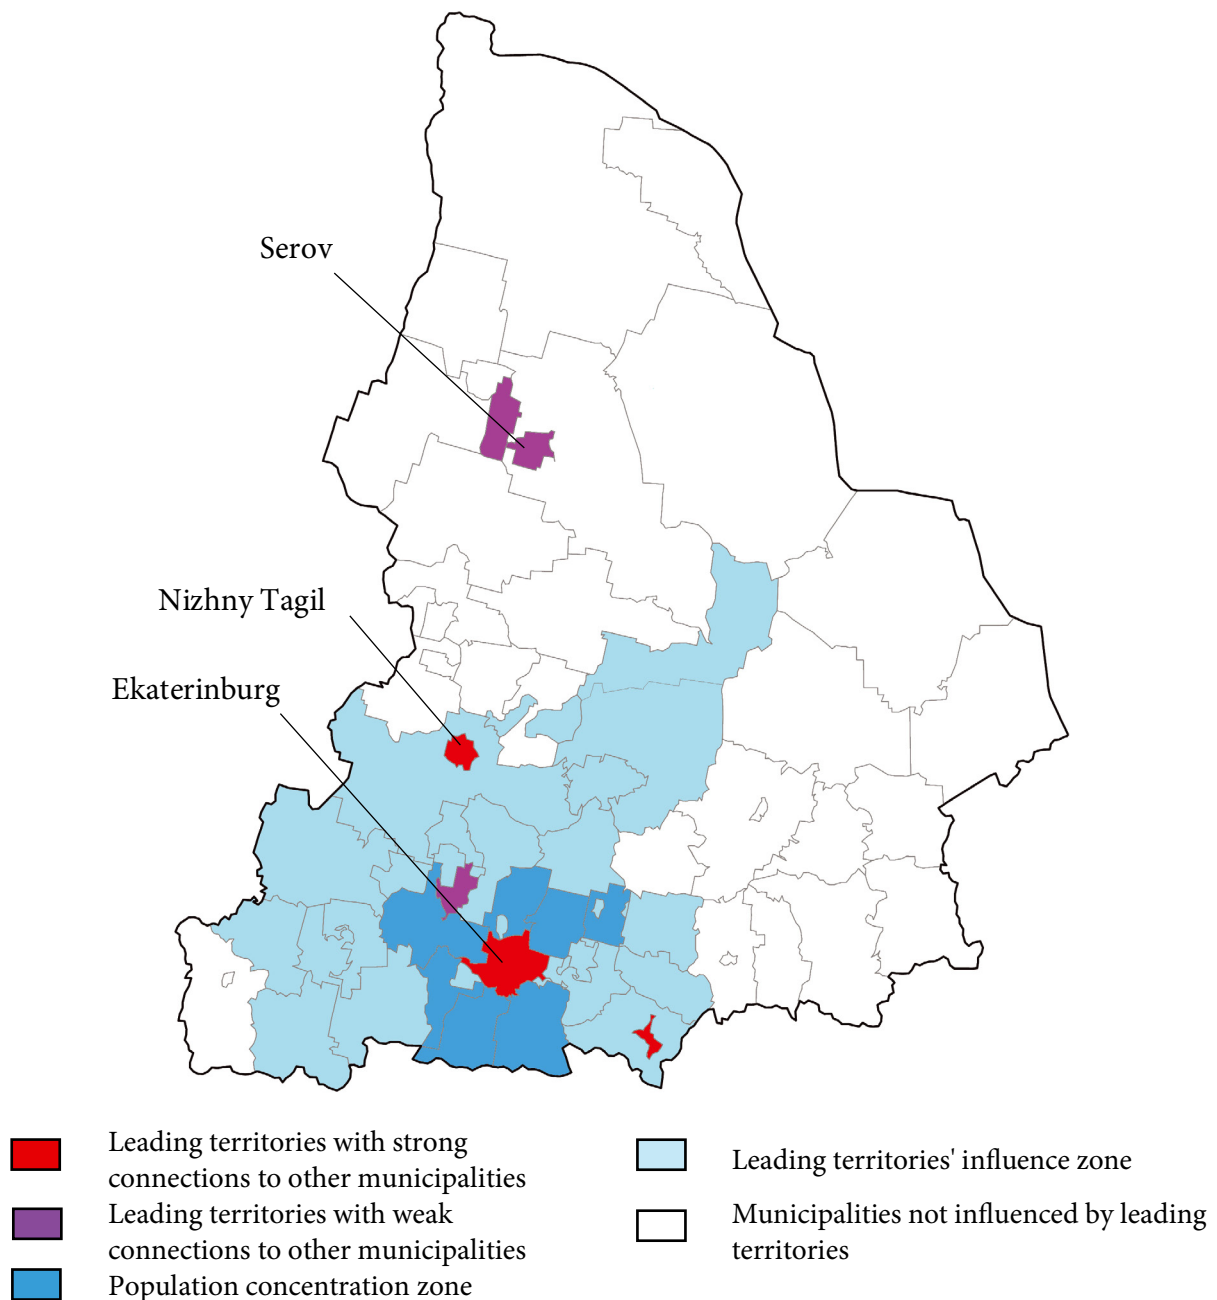 Serov
Nizhny Tagil
Ekaterinburg
Leading territories with strong
connections to other municipalities
Leading territories with weak
connections to other municipalities
Population concentration zone
Leading territories' influence zone
Municipalities not influenced by leading
territories